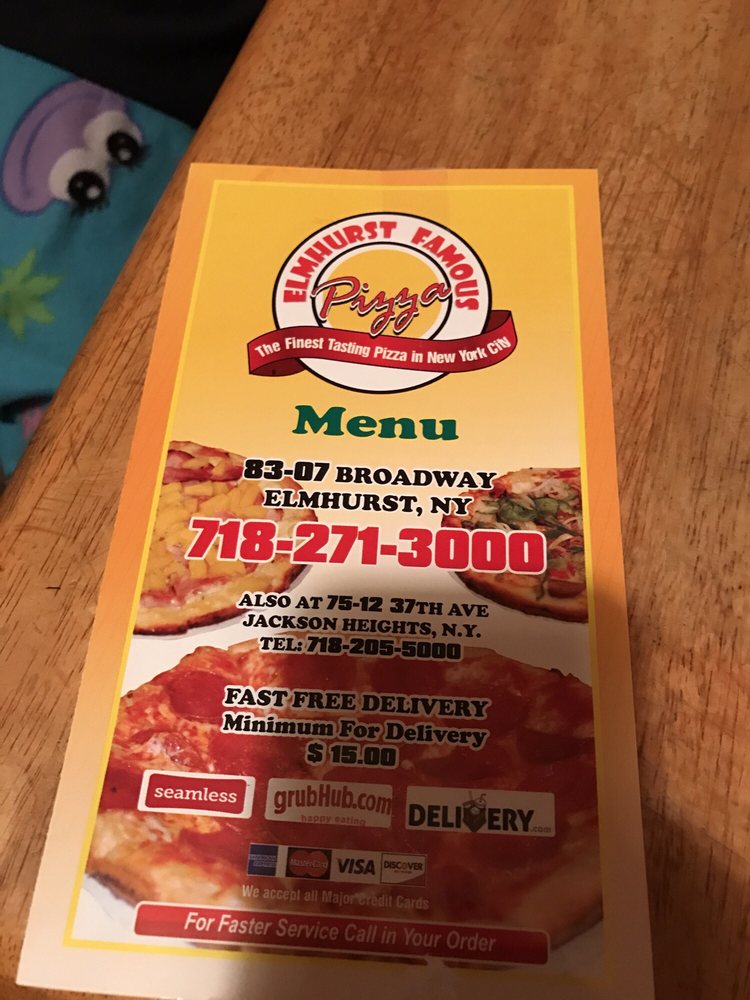 ELMHURST FAMOUS
Pizza
The Finest Tasting Pizza in New York City
Menu
83-07 BROADWAY
ELMHURST, NY
718-271-3000
ALSO AT 75-12 37TH AVE
JACKSON HEIGHTS, N.Y.
TEL: 718-205-5000
FAST FREE DELIVERY
Minimum For Delivery
$ 15.00
seamless
grubHub.com
happy eating
DELIVERY.com
AMERICAN EXPRESS MasterCard VISA DISCOVER
We accept all Major Credit Cards
For Faster Service Call in Your Order